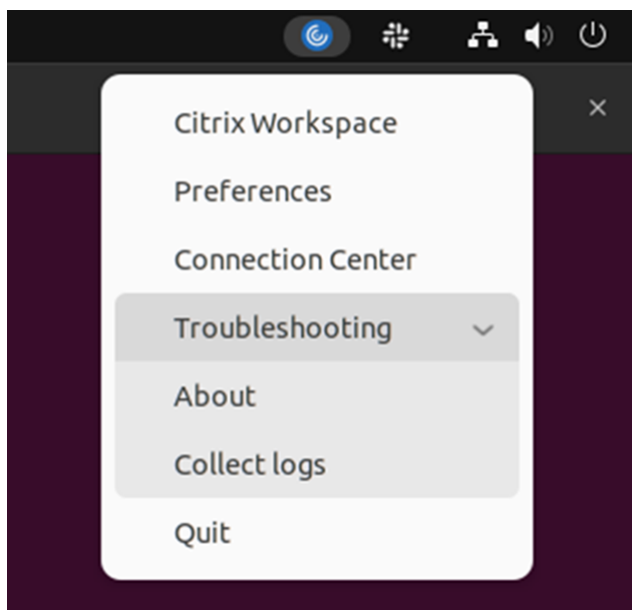 Citrix Workspace
Preferences
Connection Center
Troubleshooting
About
Collect logs
Quit